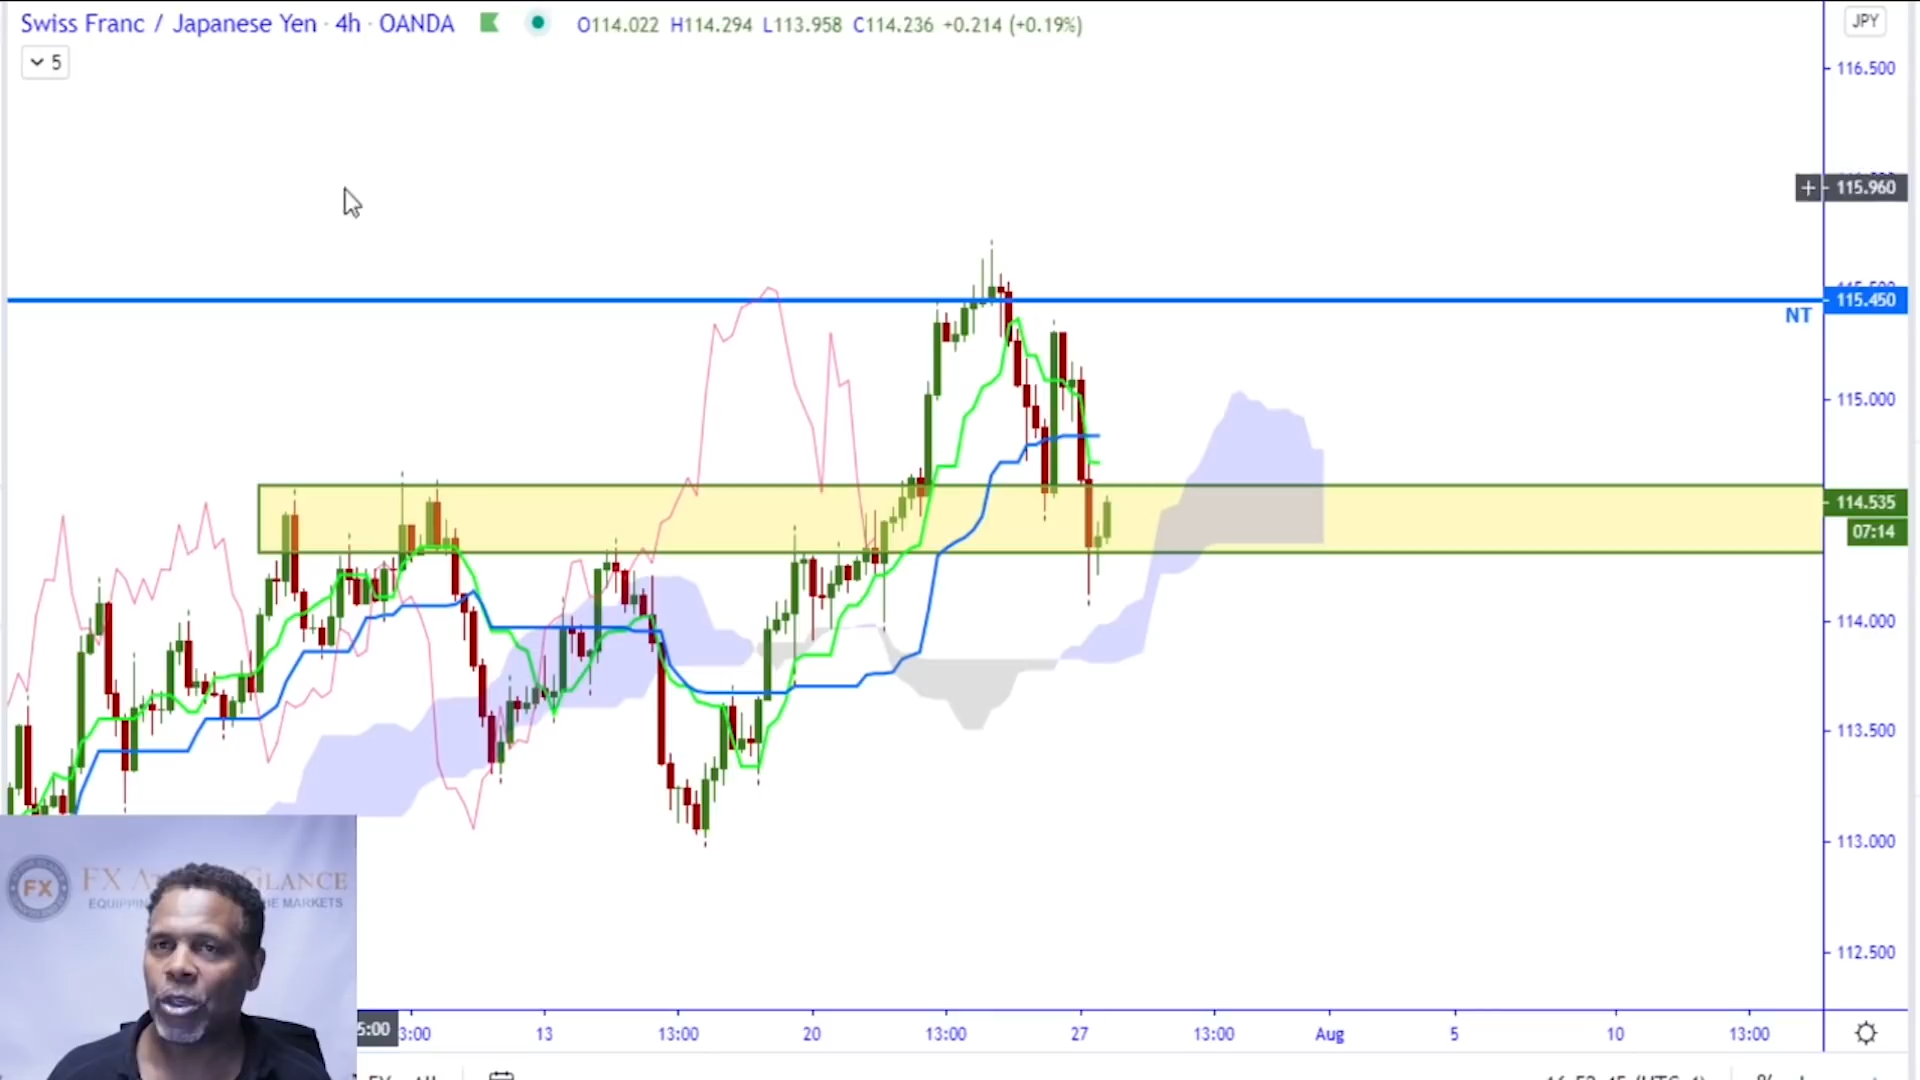 Swiss Franc / Japanese Yen · 4h · OANDA O114.022 H114.294 L113.958 C114.236 +0.214 (+0.19%)
JPY
5
116.500
+ 115.960
115.450
NT
115.000
114.535
07:14
114.000
113.500
113.000
112.500
FX
FX GLANCE
MARKETS
5:00 3:00 13 13:00 20 13:00 27 13:00 Aug 5 10 13:00